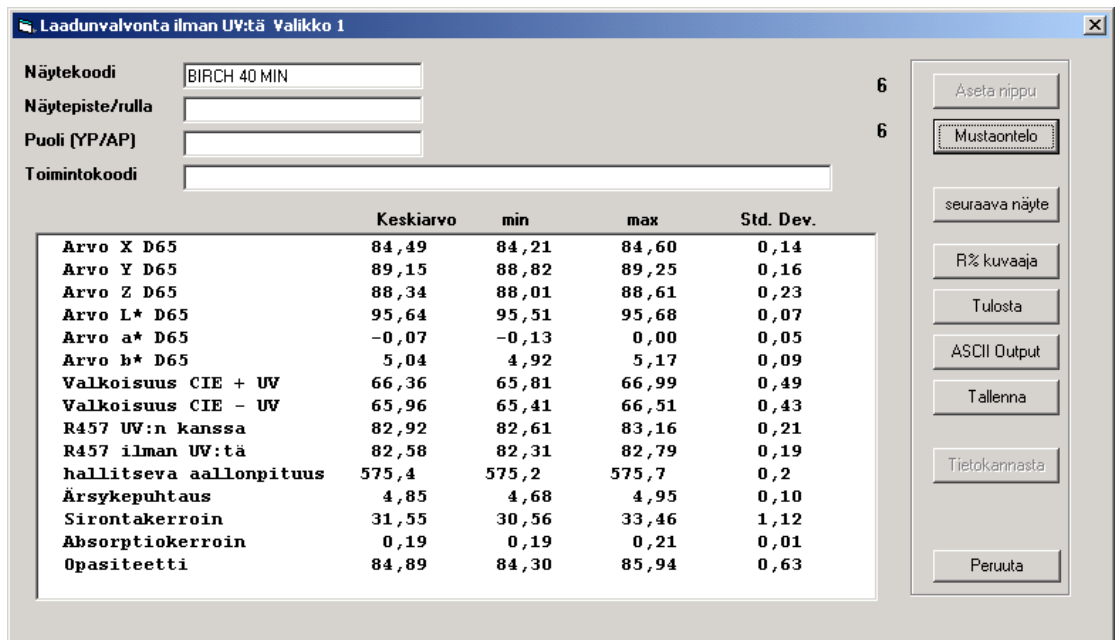 Laadunvalvonta ilman UV:tä Valikko 1
Näytekoodi BIRCH 40 MIN
Näytepiste/rulla
Puoli (YP/AP)
Toimintokoodi
6
6
Keskiarvo min max Std. Dev.
Arvo X D65 84,49 84,21 84,60 0,14
Arvo Y D65 89,15 88,82 89,25 0,16
Arvo Z D65 88,34 88,01 88,61 0,23
Arvo L* D65 95,64 95,51 95,68 0,07
Arvo a* D65 -0,07 -0,13 0,00 0,05
Arvo b* D65 5,04 4,92 5,17 0,09
Valkoisuus CIE + UV 66,36 65,81 66,99 0,49
Valkoisuus CIE - UV 65,96 65,41 66,51 0,43
R457 UV:n kanssa 82,92 82,61 83,16 0,21
R457 ilman UV:tä 82,58 82,31 82,79 0,19
hallitseva aallonpituus 575,4 575,2 575,7 0,2
Ärsykepuhtaus 4,85 4,68 4,95 0,10
Sirontakerroin 31,55 30,56 33,46 1,12
Absorptiokerroin 0,19 0,19 0,21 0,01
Opasiteetti 84,89 84,30 85,94 0,63
Aseta nippu
Mustaontelo
seuraava näyte
R% kuvaaja
Tulosta
ASCII Output
Tallenna
Tietokannasta
Peruuta